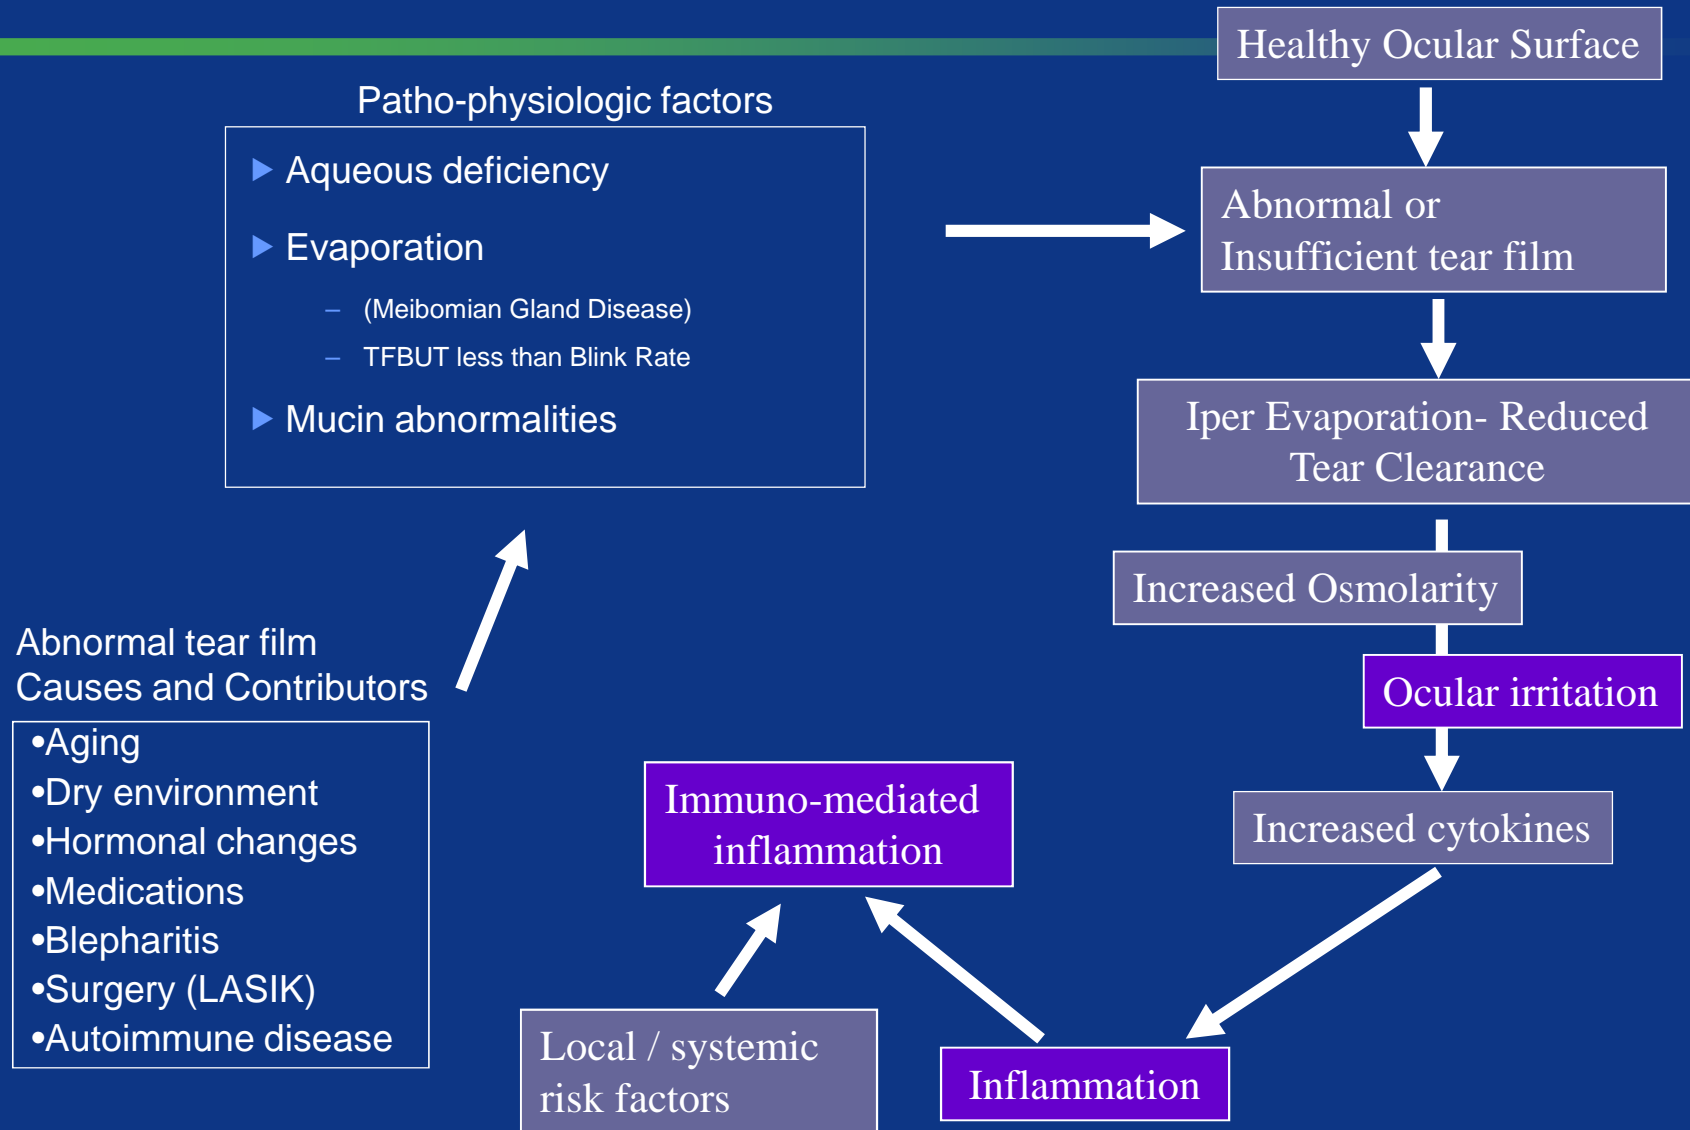 Healthy Ocular Surface
Patho-physiologic factors
Aqueous deficiency
Evaporation
– (Meibomian Gland Disease)
– TFBUT less than Blink Rate
Mucin abnormalities
Abnormal or
Insufficient tear film
Iper Evaporation- Reduced
Tear Clearance
Increased Osmolarity
Ocular irritation
Increased cytokines
Abnormal tear film
Causes and Contributors
•Aging
•Dry environment
•Hormonal changes
•Medications
•Blepharitis
•Surgery (LASIK)
•Autoimmune disease
Immuno-mediated
inflammation
Local / systemic
risk factors
Inflammation